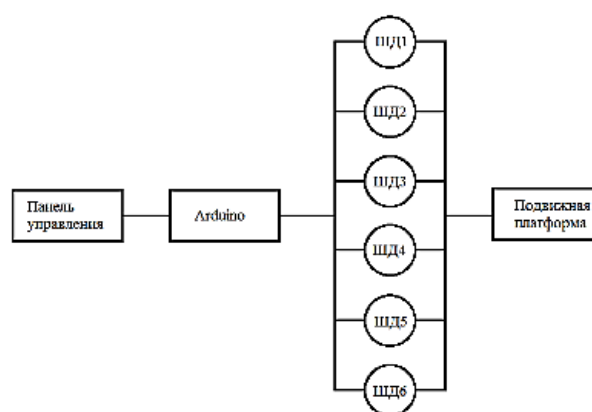 ШД1
ШД2
ШД3
ШД4
ШД5
ШД6
Панель
управления
Arduino
Подвижная
платформа